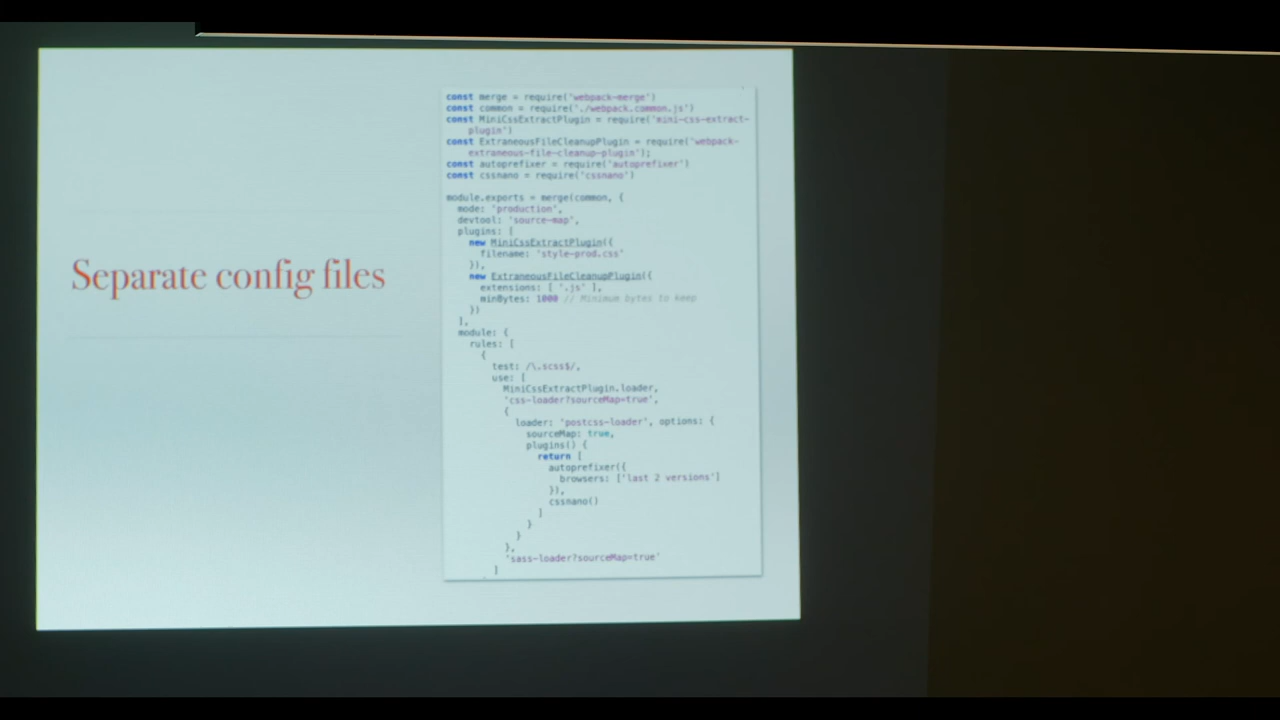 Separate config files
const merge = require('webpack-merge')
const common = require('./webpack.common.js')
const MiniCssExtractPlugin = require('mini-css-extract-
plugin')
const ExtraneousFileCleanupPlugin = require('webpack-
extraneous-file-cleanup-plugin');
const autoprefixer = require('autoprefixer')
const cssnano = require('cssnano')
module.exports = merge(common, {
mode: 'production',
devtool: 'source-map',
plugins: [
new MiniCssExtractPlugin({
filename: 'style-prod.css'
}),
new ExtraneousFileCleanupPlugin({
extensions: [ '.js' ],
minBytes: 1000 // Minimum bytes to keep
})
],
module: {
rules: [
{
test: /\.scss$/,
use: [
MiniCssExtractPlugin.loader,
'css-loader?sourceMap=true',
{
loader: 'postcss-loader', options: {
sourceMap: true,
plugins() {
return [
autoprefixer({
browsers: ['last 2 versions']
}),
cssnano()
]
}
}
},
'sass-loader?sourceMap=true'
]